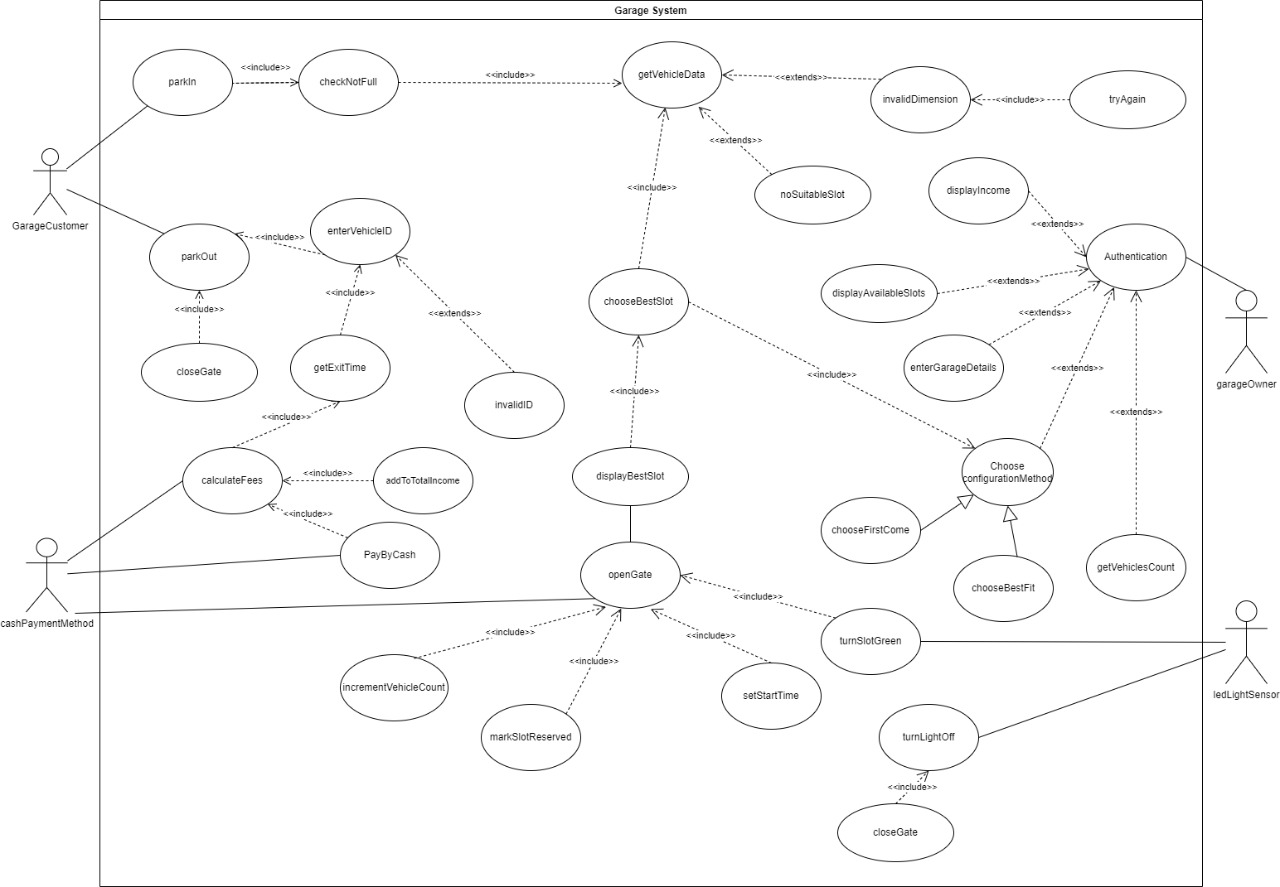 Garage System
parkIn
<<include>>
checkNotFull
<<include>>
getVehicleData
<<extends>>
invalidDimension
<<include>>
tryAgain
<<extends>>
noSuitableSlot
<<include>>
displayIncome
<<extends>>
GarageCustomer
parkOut
<<include>>
enterVehicleID
Authentication
<<include>>
<<include>>
<<extends>>
chooseBestSlot
displayAvailableSlots
<<extends>>
<<extends>>
closeGate
getExitTime
invalidID
<<include>>
enterGarageDetails
<<extends>>
garageOwner
<<include>>
<<include>>
<<extends>>
calculateFees
<<include>>
addToTotalIncome
displayBestSlot
Choose
configurationMethod
<<include>>
PayByCash
chooseFirstCome
openGate
chooseBestFit
getVehiclesCount
cashPaymentMethod
<<include>>
<<include>>
<<include>>
<<include>>
turnSlotGreen
incrementVehicleCount
markSlotReserved
setStartTime
ledLightSensor
turnLightOff
<<include>>
closeGate